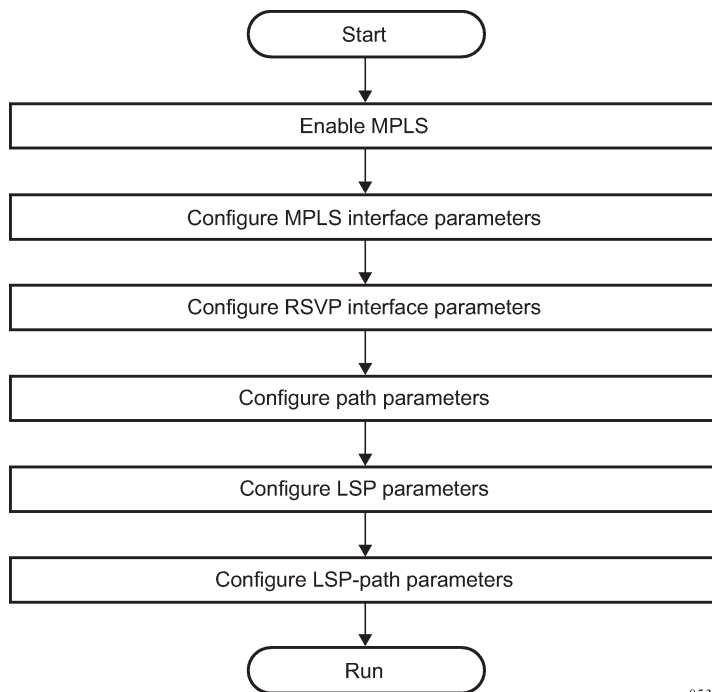 Start
Enable MPLS
Configure MPLS interface parameters
Configure RSVP interface parameters
Configure path parameters
Configure LSP parameters
Configure LSP-path parameters
Run